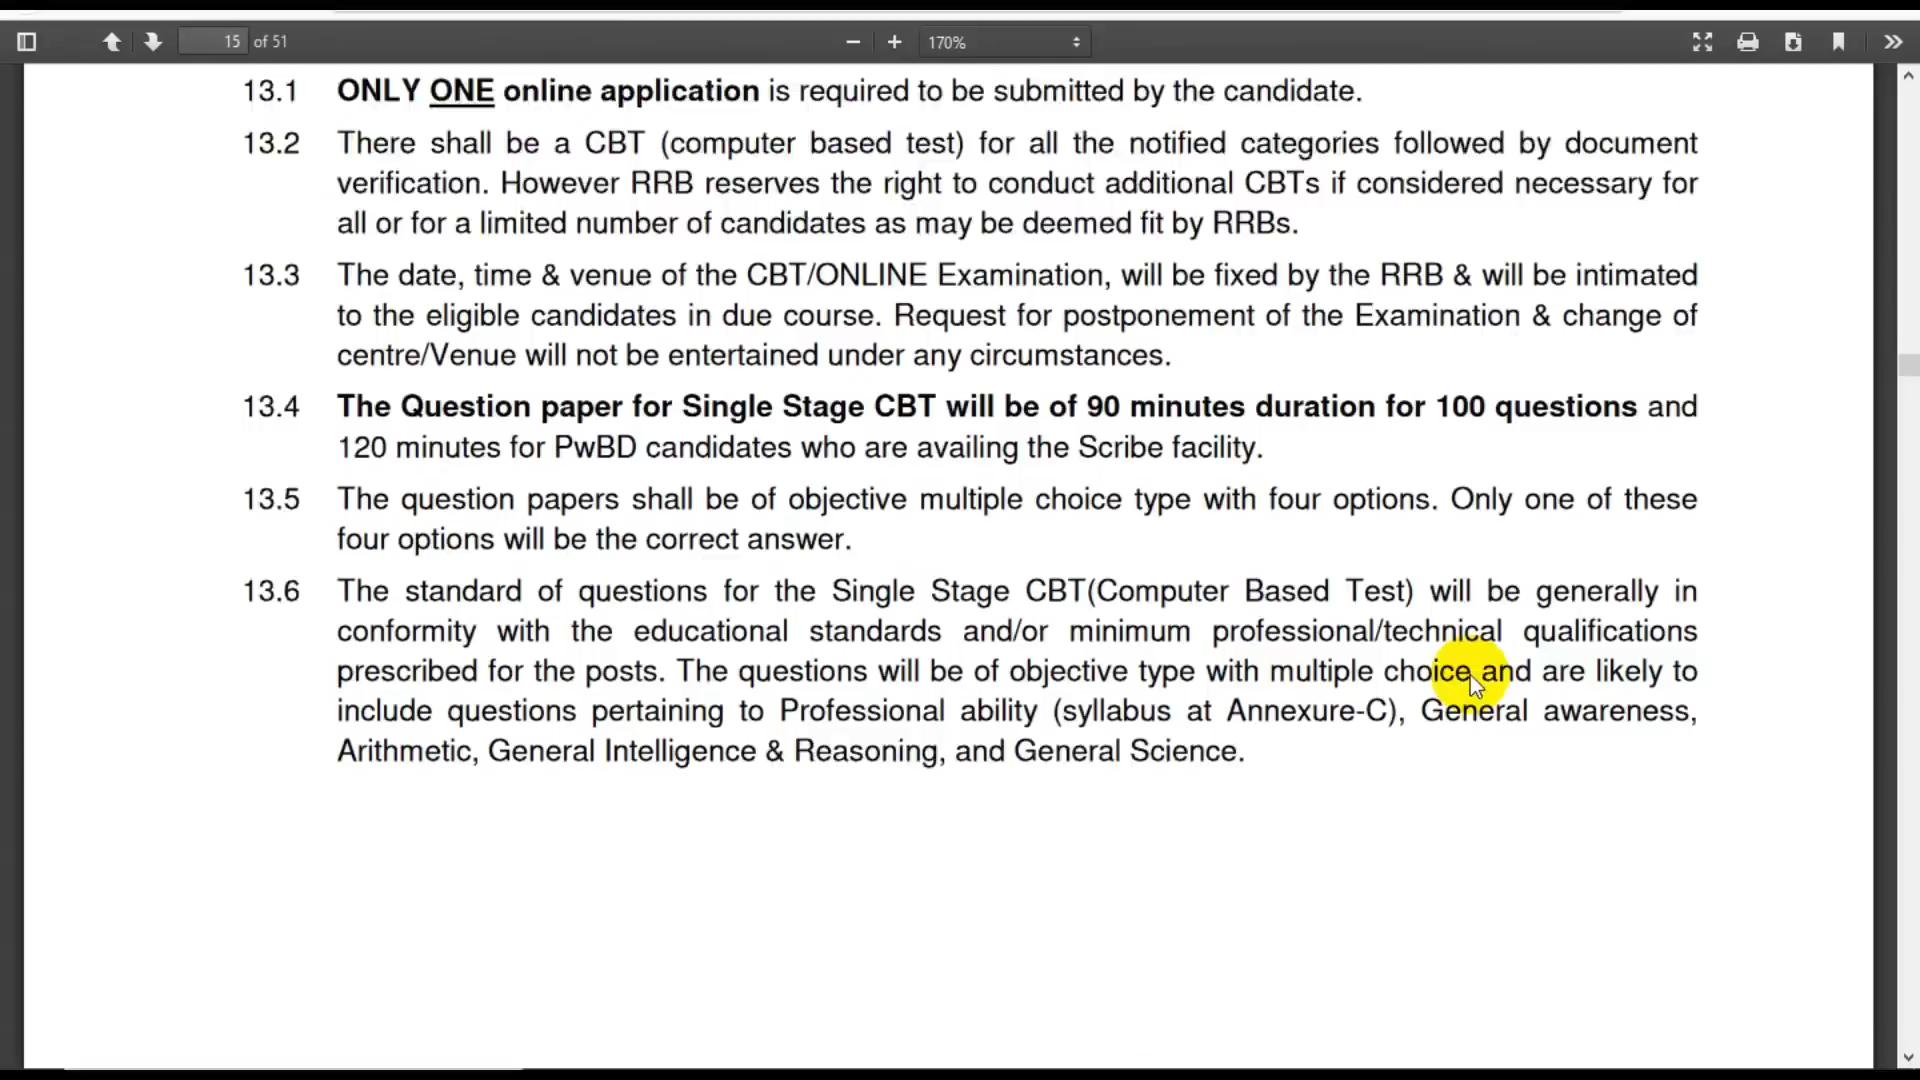 15 of 51
170%
13.1 ONLY ONE online application is required to be submitted by the candidate.
13.2 There shall be a CBT (computer based test) for all the notified categories followed by document
verification. However RRB reserves the right to conduct additional CBTs if considered necessary for
all or for a limited number of candidates as may be deemed fit by RRBs.
13.3 The date, time & venue of the CBT/ONLINE Examination, will be fixed by the RRB & will be intimated
to the eligible candidates in due course. Request for postponement of the Examination & change of
centre/Venue will not be entertained under any circumstances.
13.4 The Question paper for Single Stage CBT will be of 90 minutes duration for 100 questions and
120 minutes for PwBD candidates who are availing the Scribe facility.
13.5 The question papers shall be of objective multiple choice type with four options. Only one of these
four options will be the correct answer.
13.6 The standard of questions for the Single Stage CBT(Computer Based Test) will be generally in
conformity with the educational standards and/or minimum professional/technical qualifications
prescribed for the posts. The questions will be of objective type with multiple choice and are likely to
include questions pertaining to Professional ability (syllabus at Annexure-C), General awareness,
Arithmetic, General Intelligence & Reasoning, and General Science.